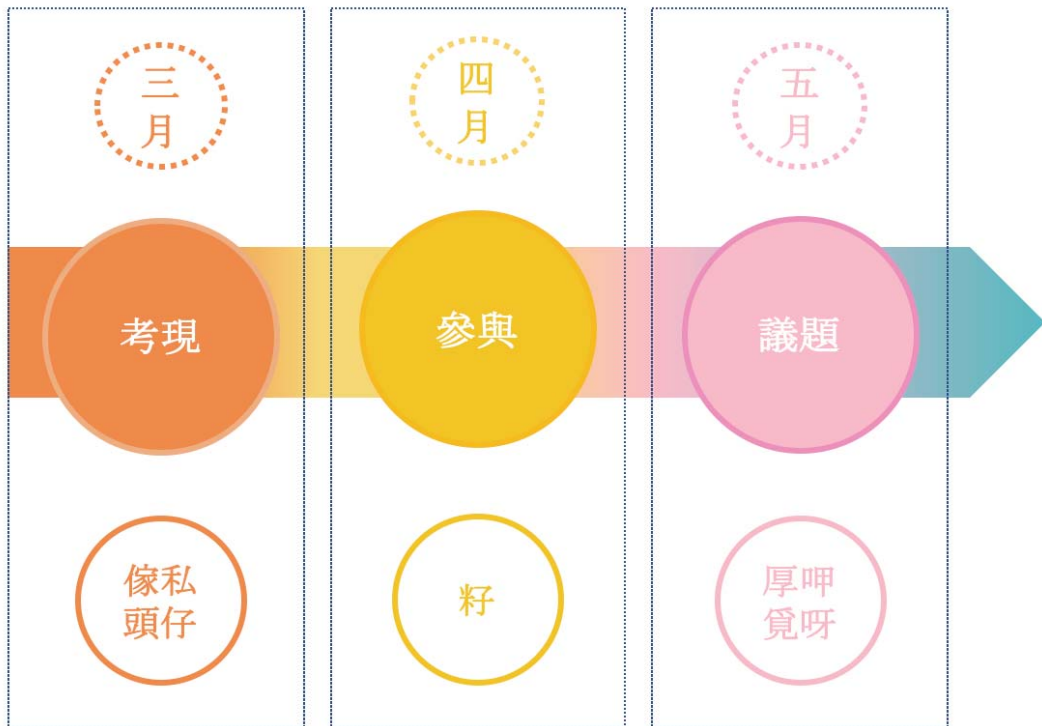 三
月
考現
傢私
頭仔
四
月
參與
籽
五
月
議題
厚呷
覓呀